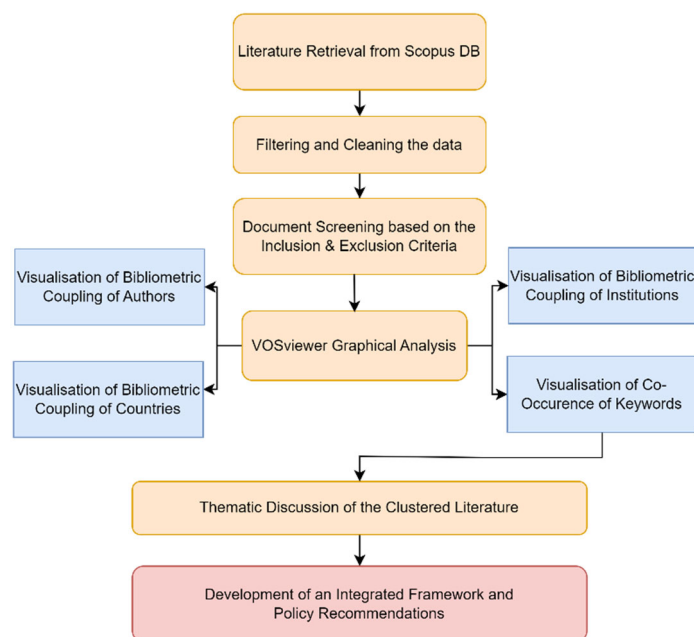 Literature Retrieval from Scopus DB
Filtering and Cleaning the data
Document Screening based on the
Inclusion & Exclusion Criteria
Visualisation of Bibliometric
Coupling of Authors
Visualisation of Bibliometric
Coupling of Institutions
VOSviewer Graphical Analysis
Visualisation of Bibliometric
Coupling of Countries
Visualisation of Co-
Occurence of Keywords
Thematic Discussion of the Clustered Literature
Development of an Integrated Framework and
Policy Recommendations